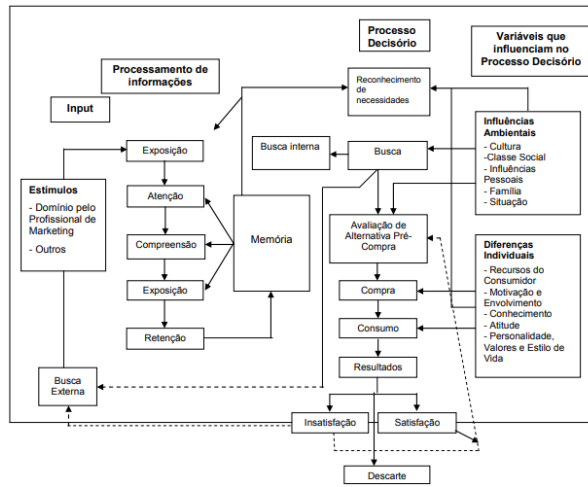 Processo
Decisório
Variáveis que
influenciam no
Processo Decisório
Processamento de
informações
Input
Reconhecimento
de
necessidades
Influências
Ambientais
- Cultura
-Classe Social
- Influências
Pessoais
- Família
- Situação
Exposição
Busca interna
Busca
Estímulos
- Domínio pelo
Profissional de
Marketing
- Outros
Atenção
Memória
Compreensão
Avaliação de
Alternativa Pré-
Compra
Diferenças
Individuais
- Recursos do
Consumidor
- Motivação e
Envolvimento
- Conhecimento
- Atitude
- Personalidade,
Valores e Estilo de
Vida
Exposição
Compra
Retenção
Consumo
Busca
Externa
Resultados
Insatisfação
Satisfação
Descarte